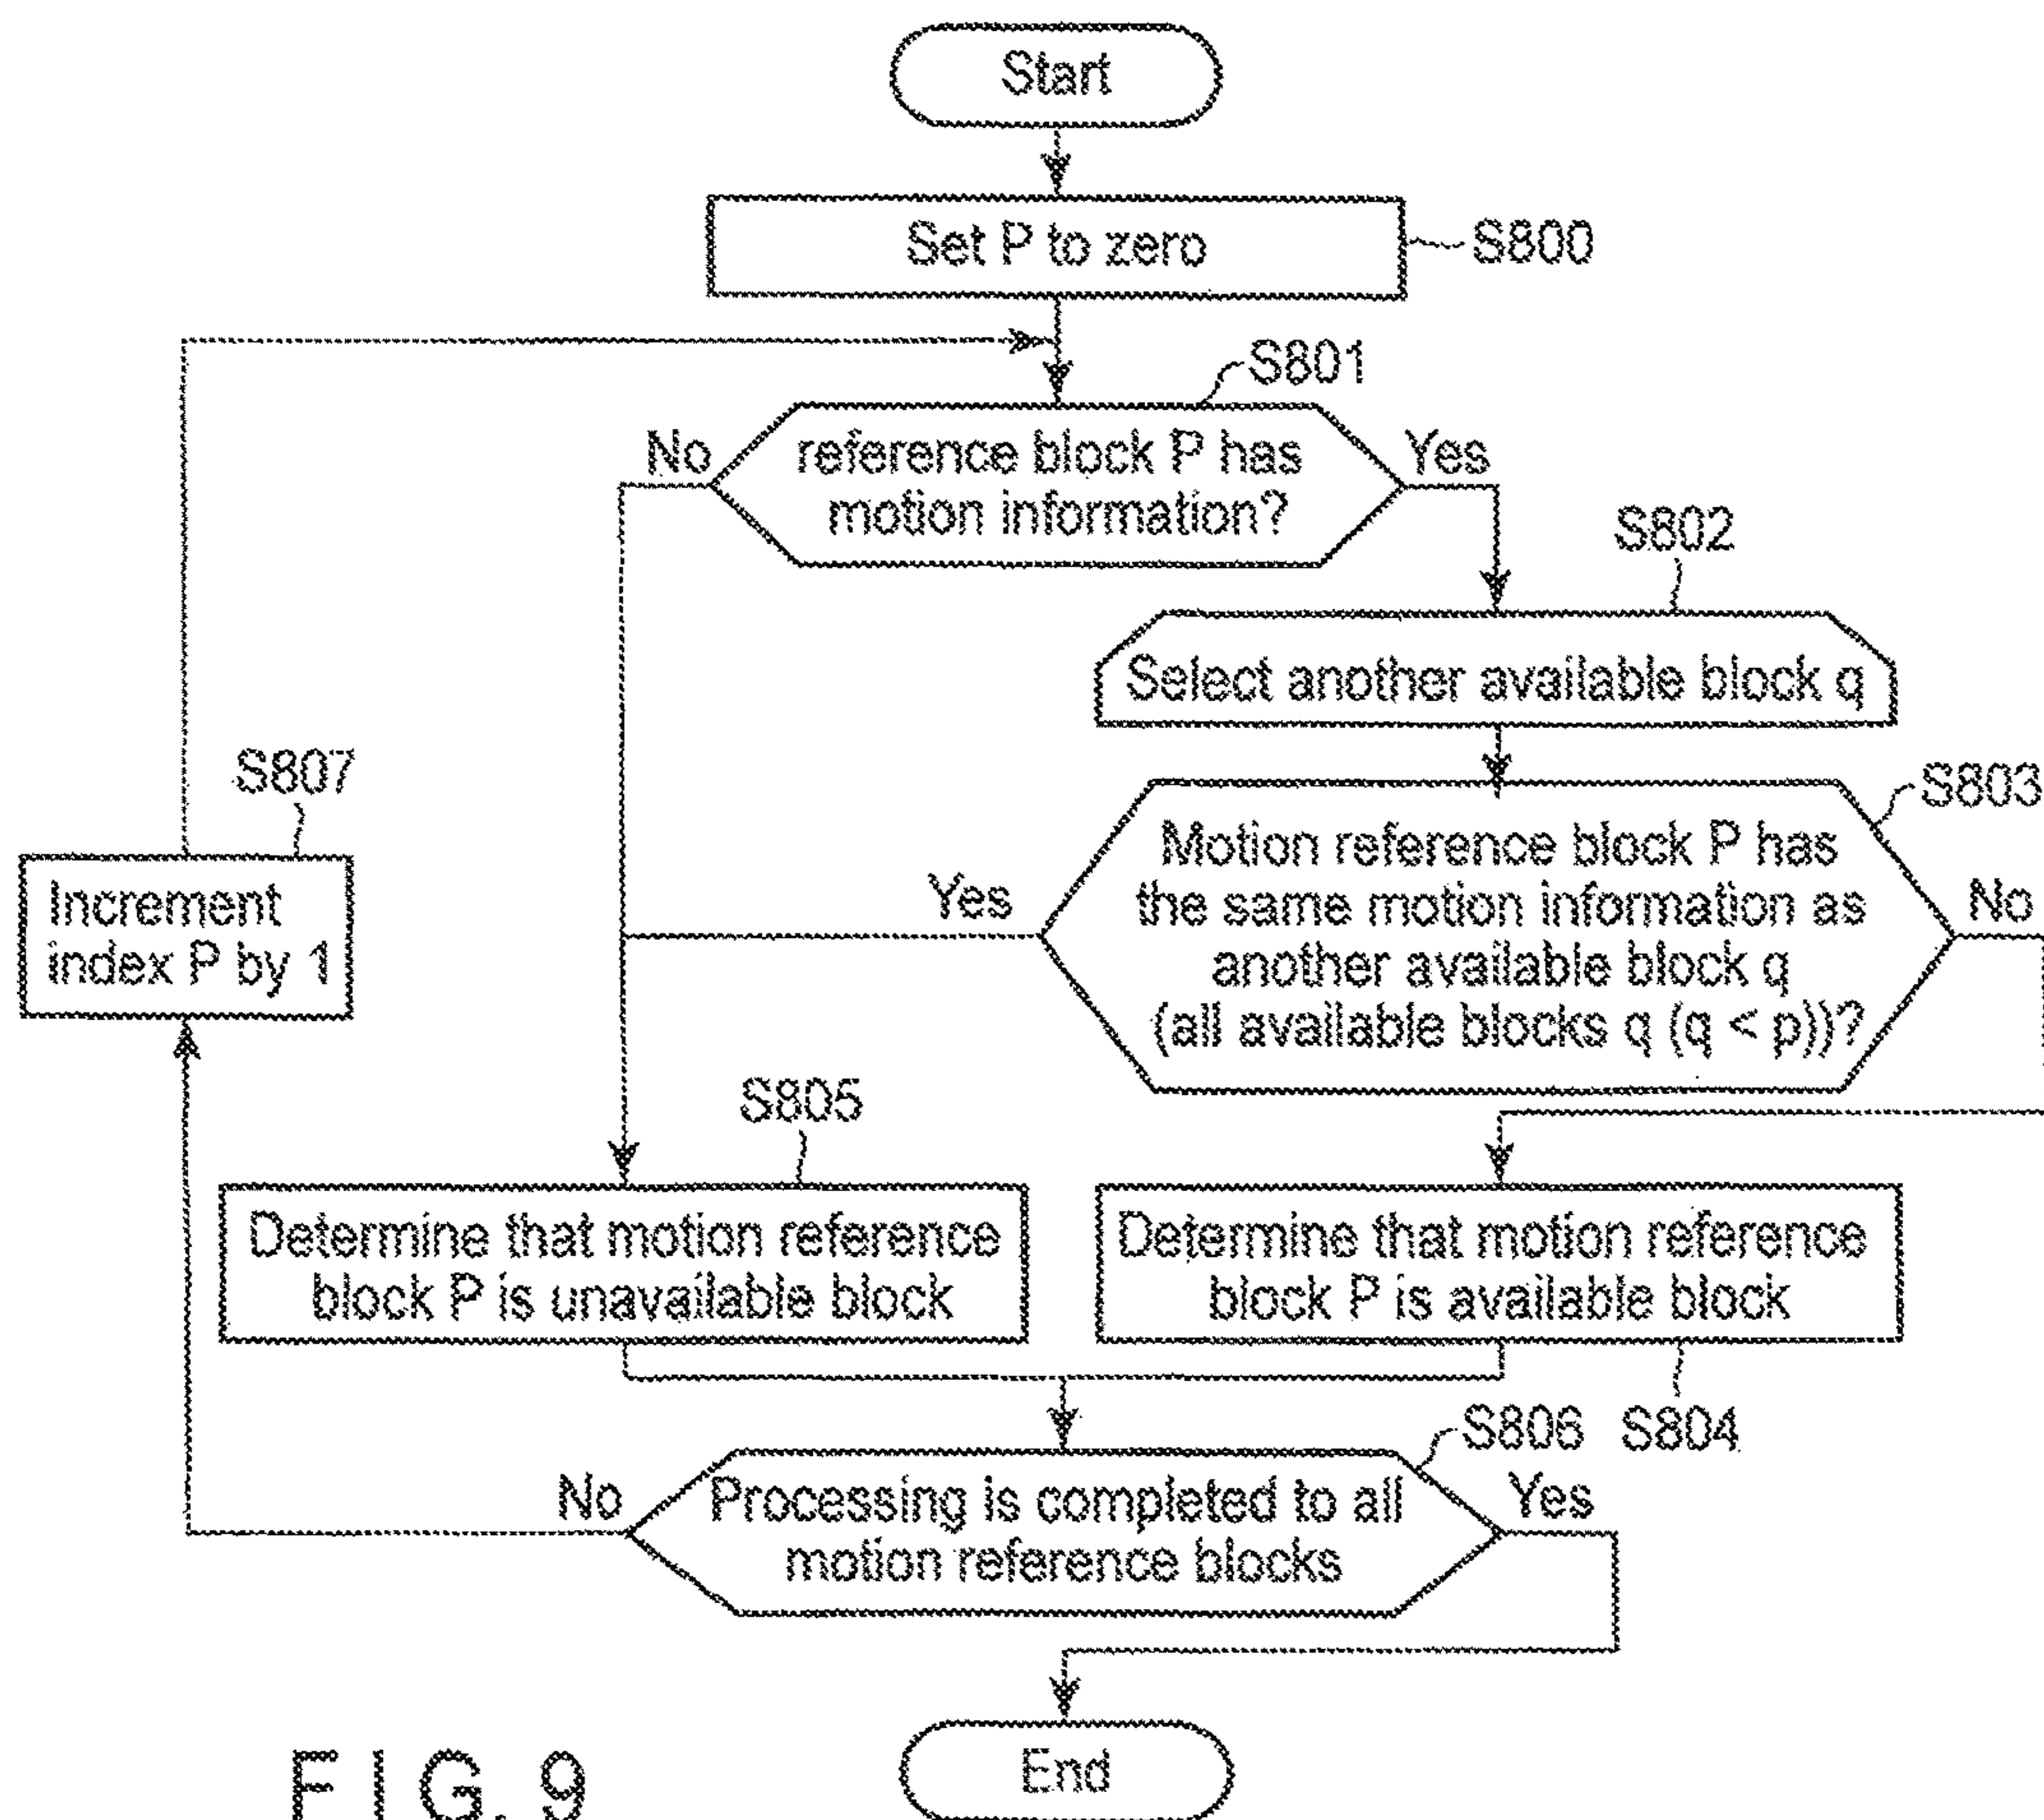 Start
Set P to zero
S800
S801
No
reference block P has
motion information?
Yes
S802
Select another available block q
S807
S803
Increment
index P by 1
Yes
Motion reference block P has
the same motion information as
another available block q
(all available blocks q (q < p))?
No
S805
Determine that motion reference
block P is unavailable block
Determine that motion reference
block P is available block
S806
S804
No
Processing is completed to all
motion reference blocks
Yes
End
FIG. 9